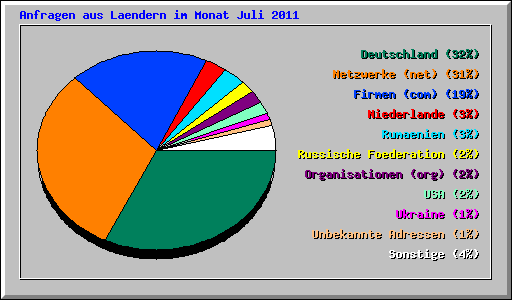 Anfragen aus Laendern im Monat Juli 2011
Deutschland (32%)
Netzwerke (net) (31%)
Firmen (com) (19%)
Niederlande (3%)
Rumaenien (3%)
Russische Foederation (2%)
Organisationen (org) (2%)
USA (2%)
Ukraine (1%)
Unbekannte Adressen (1%)
Sonstige (4%)